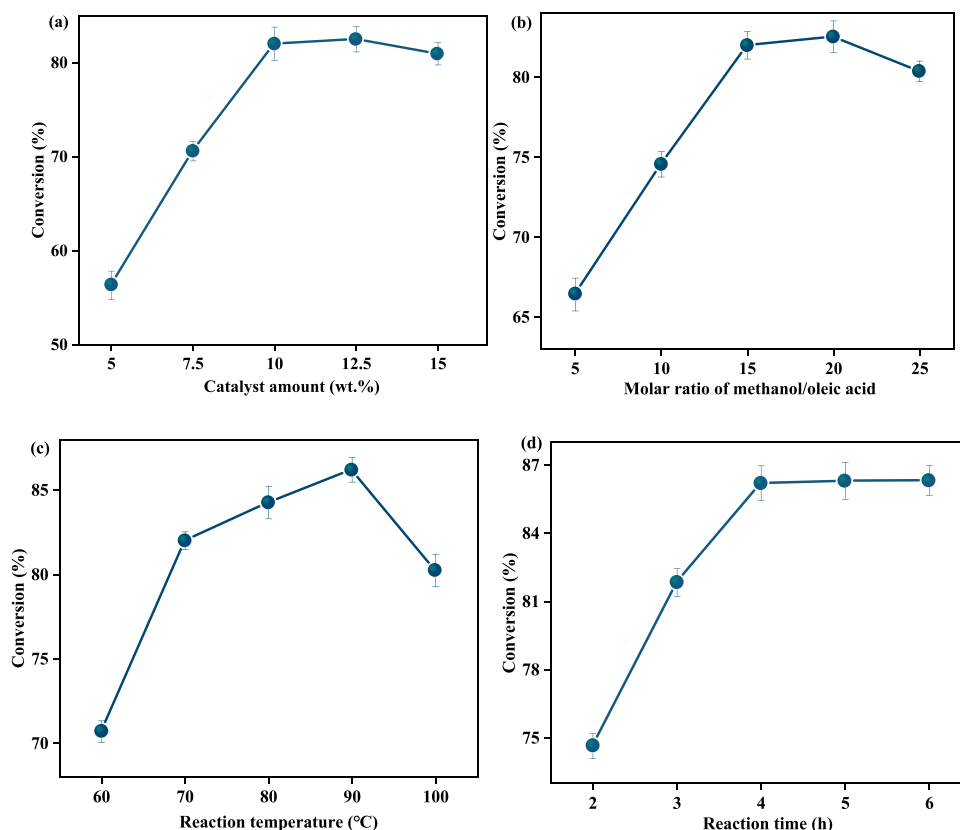 (a)
80
70
60
50
Conversion (%)
5 7.5 10 12.5 15
Catalyst amount (wt.%)
(b)
80
75
70
65
Conversion (%)
5 10 15 20 25
Molar ratio of methanol/oleic acid
(c)
85
80
75
70
Conversion (%)
60 70 80 90 100
Reaction temperature (℃)
(d)
87
84
81
78
75
Conversion (%)
2 3 4 5 6
Reaction time (h)